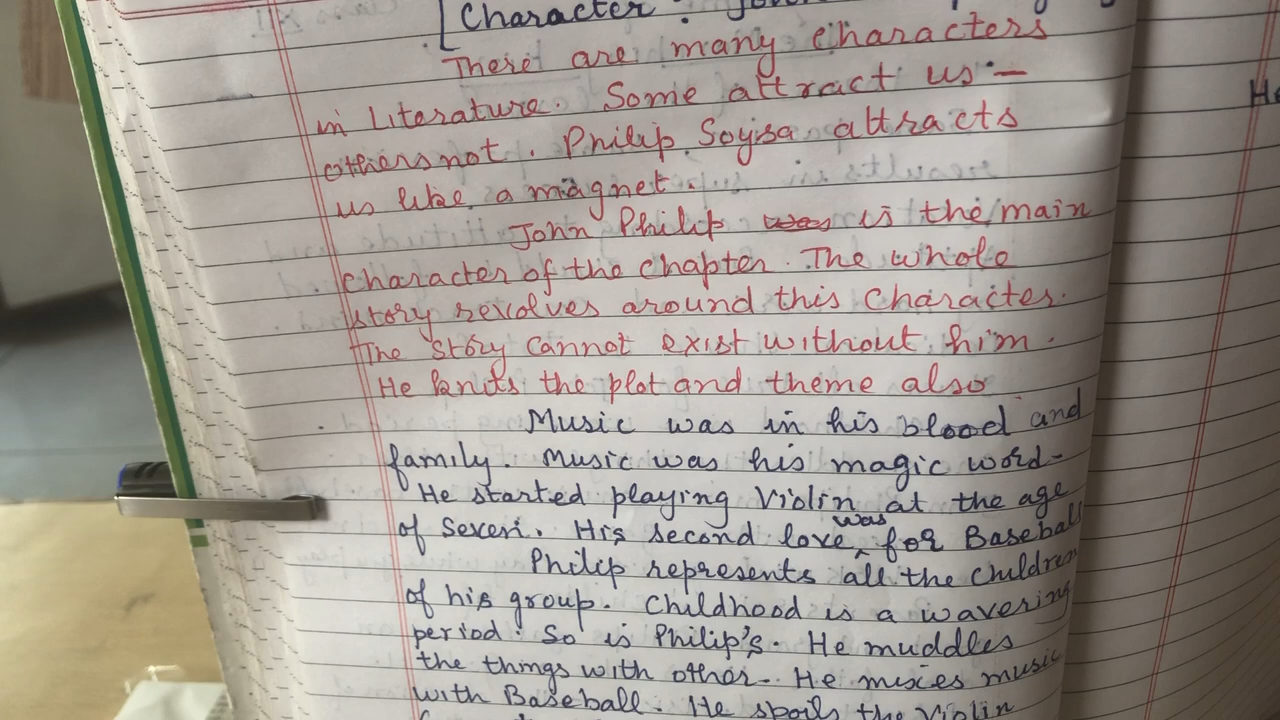 [Character :
There are many characters
in Literature. Some attract us –
others not. Philip Soyisa attracts
us like a magnet.
John Philip was is the main
character of the chapter. The whole
story revolves around this character.
The story cannot exist without him.
He knits the plot and theme also
Music was in his blood and
family. Music was his magic word-
He started playing Violin at the age
of seven. His second love was for Baseball
Philip represents all the children
of his group. Childhood is a wavering
period. So is Philip's. He muddles
the things with other. He mixes music
with Baseball. He spoils the Violin